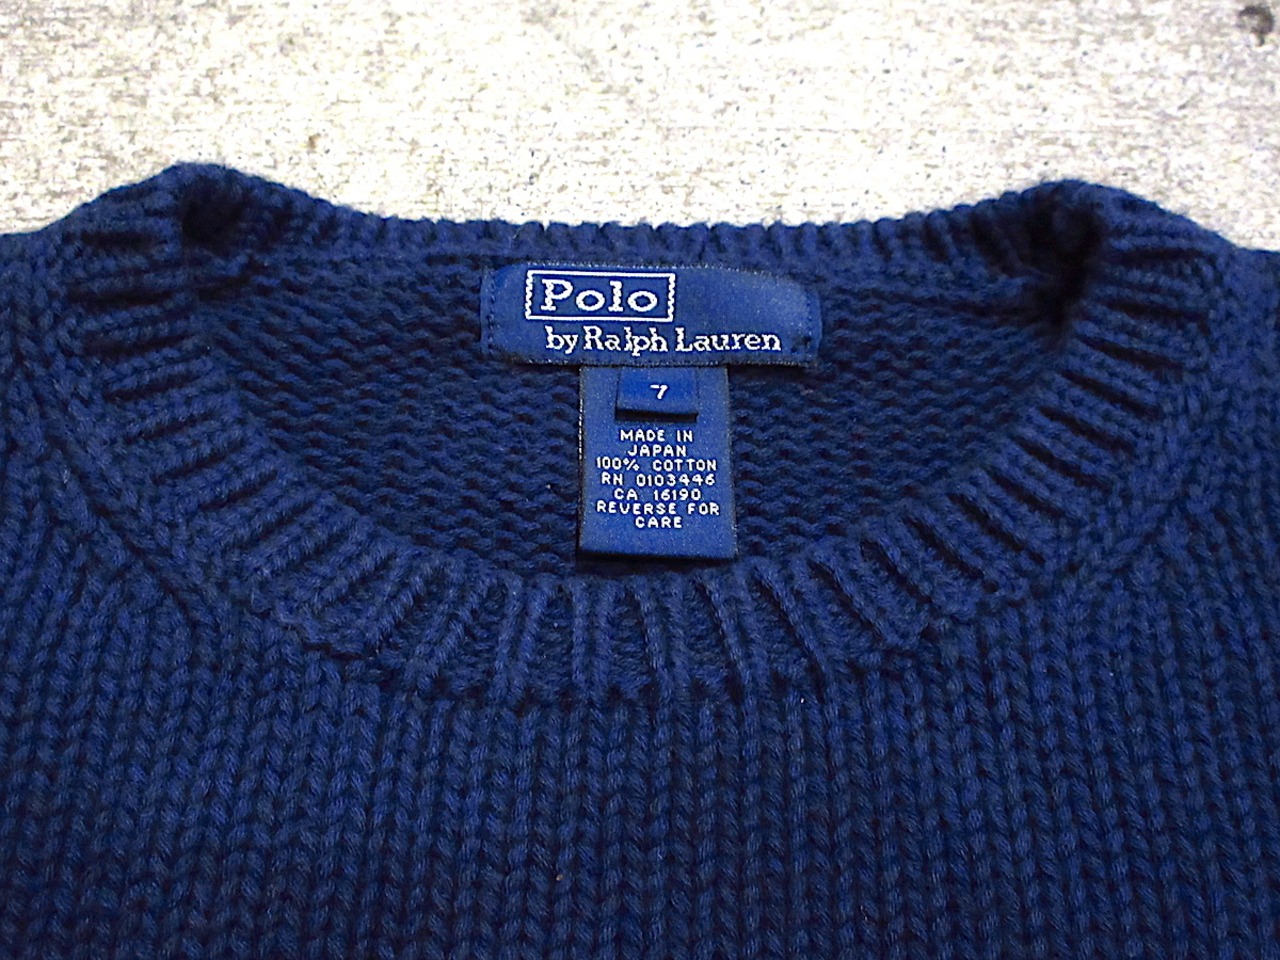 Polo
by Ralph Lauren
7
MADE IN
JAPAN
100% COTTON
RN 0103446
CA 16190
REVERSE FOR
CARE